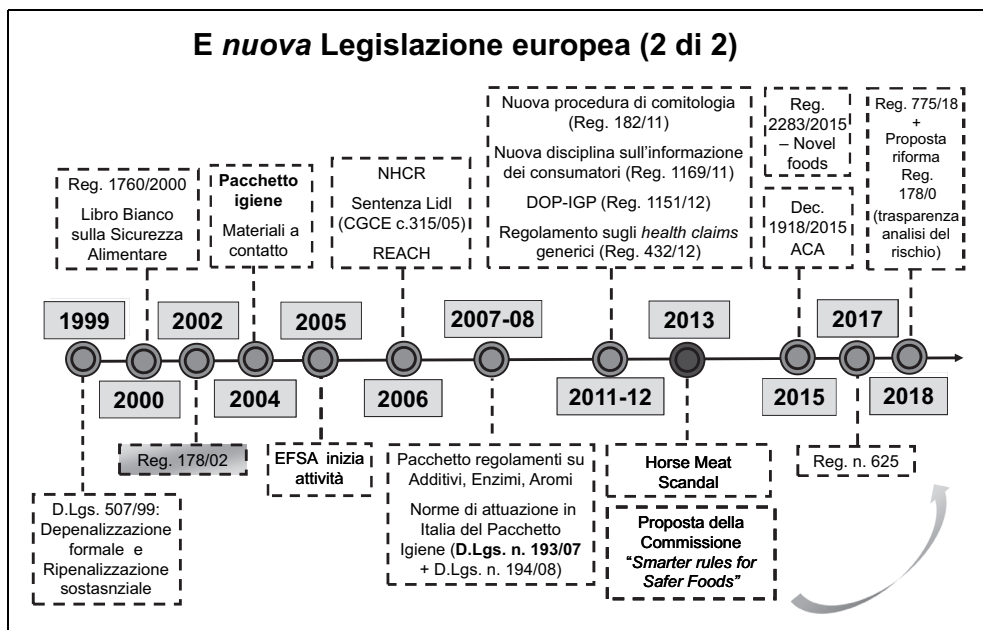 E nuova Legislazione europea (2 di 2)
Reg. 1760/2000
Libro Bianco
sulla Sicurezza
Alimentare
Pacchetto
igiene
Materiali a
contatto
NHCR
Sentenza Lidl
(CGCE c.315/05)
REACH
Nuova procedura di comitologia
(Reg. 182/11)
Nuova disciplina sull'informazione
dei consumatori (Reg. 1169/11)
DOP-IGP (Reg. 1151/12)
Regolamento sugli health claims
generici (Reg. 432/12)
Reg.
2283/2015
– Novel
foods
Dec.
1918/2015
ACA
Reg. 775/18
+
Proposta
riforma
Reg.
178/0
(trasparenza
analisi del
rischio)
1999
2002
2005
2007-08
2013
2017
2000
2004
2006
2011-12
2015
2018
Reg. 178/02
EFSA inizia
attività
D.Lgs. 507/99:
Depenalizzazione
formale e
Ripenalizzazione
sostasnziale
Pacchetto regolamenti su
Additivi, Enzimi, Aromi
Norme di attuazione in
Italia del Pacchetto
Igiene (D.Lgs. n. 193/07
+ D.Lgs. n. 194/08)
Horse Meat
Scandal
Proposta della
Commissione
"Smarter rules for
Safer Foods"
Reg. n. 625